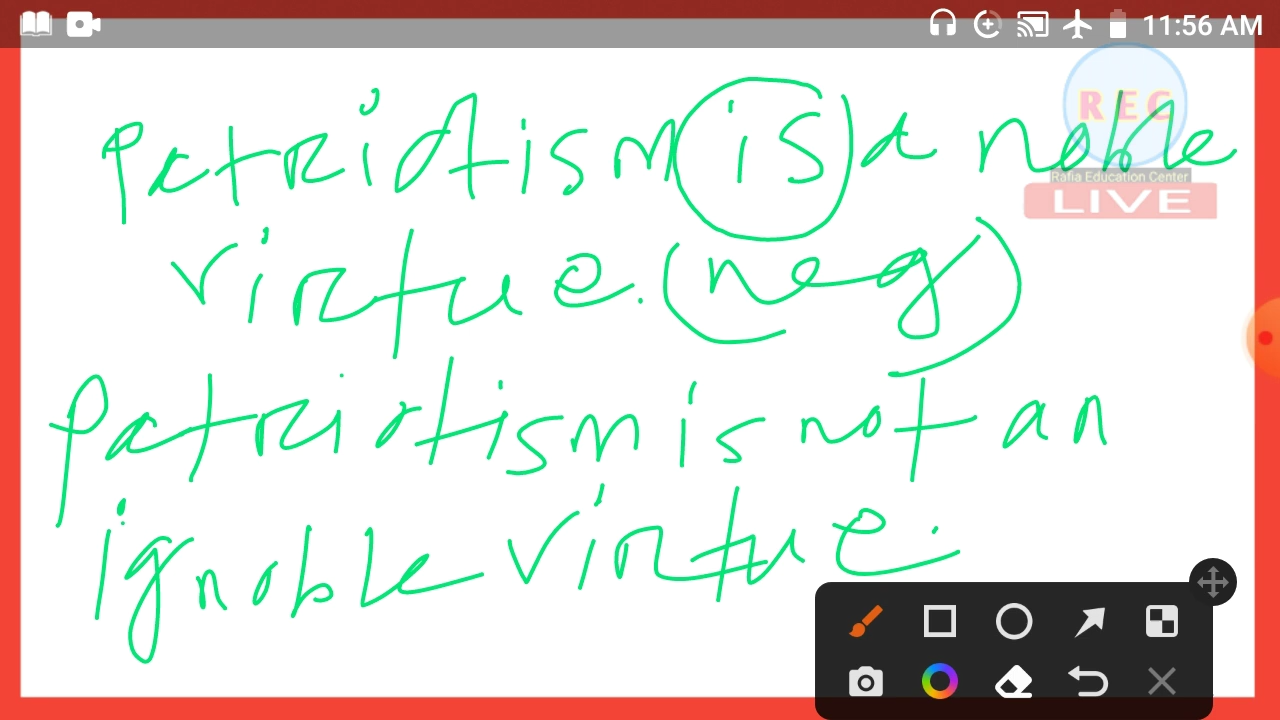 11:56 AM
REC
Rafia Education Center
LIVE
Patriotism is a noble
virtue. (neg)
Patriotism is not an
ignoble virtue.